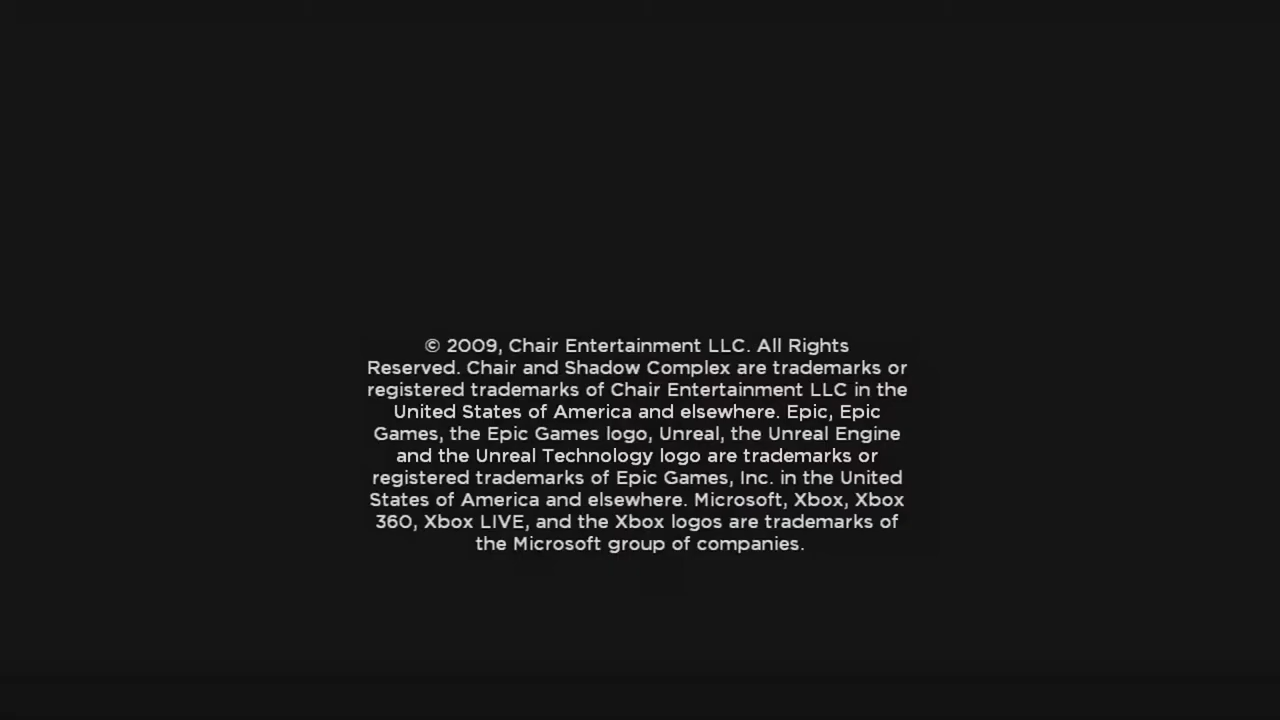 © 2009, Chair Entertainment LLC. All Rights
Reserved. Chair and Shadow Complex are trademarks or
registered trademarks of Chair Entertainment LLC in the
United States of America and elsewhere. Epic, Epic
Games, the Epic Games logo, Unreal, the Unreal Engine
and the Unreal Technology logo are trademarks or
registered trademarks of Epic Games, Inc. in the United
States of America and elsewhere. Microsoft, Xbox, Xbox
360, Xbox LIVE, and the Xbox logos are trademarks of
the Microsoft group of companies.